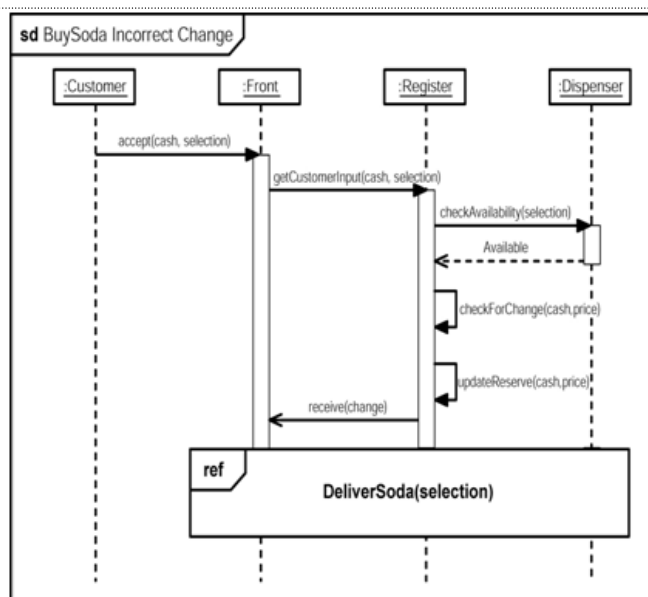 sd BuySoda Incorrect Change
:Customer
:Front
:Register
:Dispenser
accept(cash, selection)
getCustomerInput(cash, selection)
checkAvailability(selection)
Available
checkForChange(cash,price)
updateReserve(cash,price)
receive(change)
ref
DeliverSoda(selection)